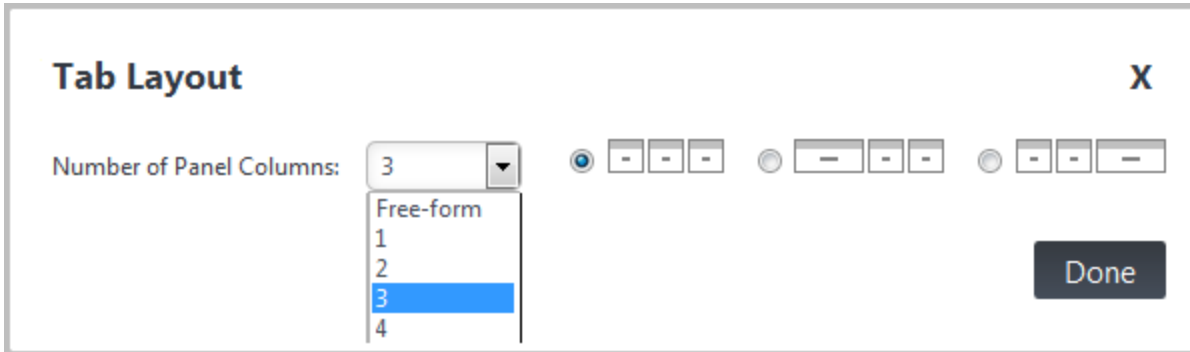 Tab Layout X
Number of Panel Columns: 3
Free-form
1
2
3
4
Done